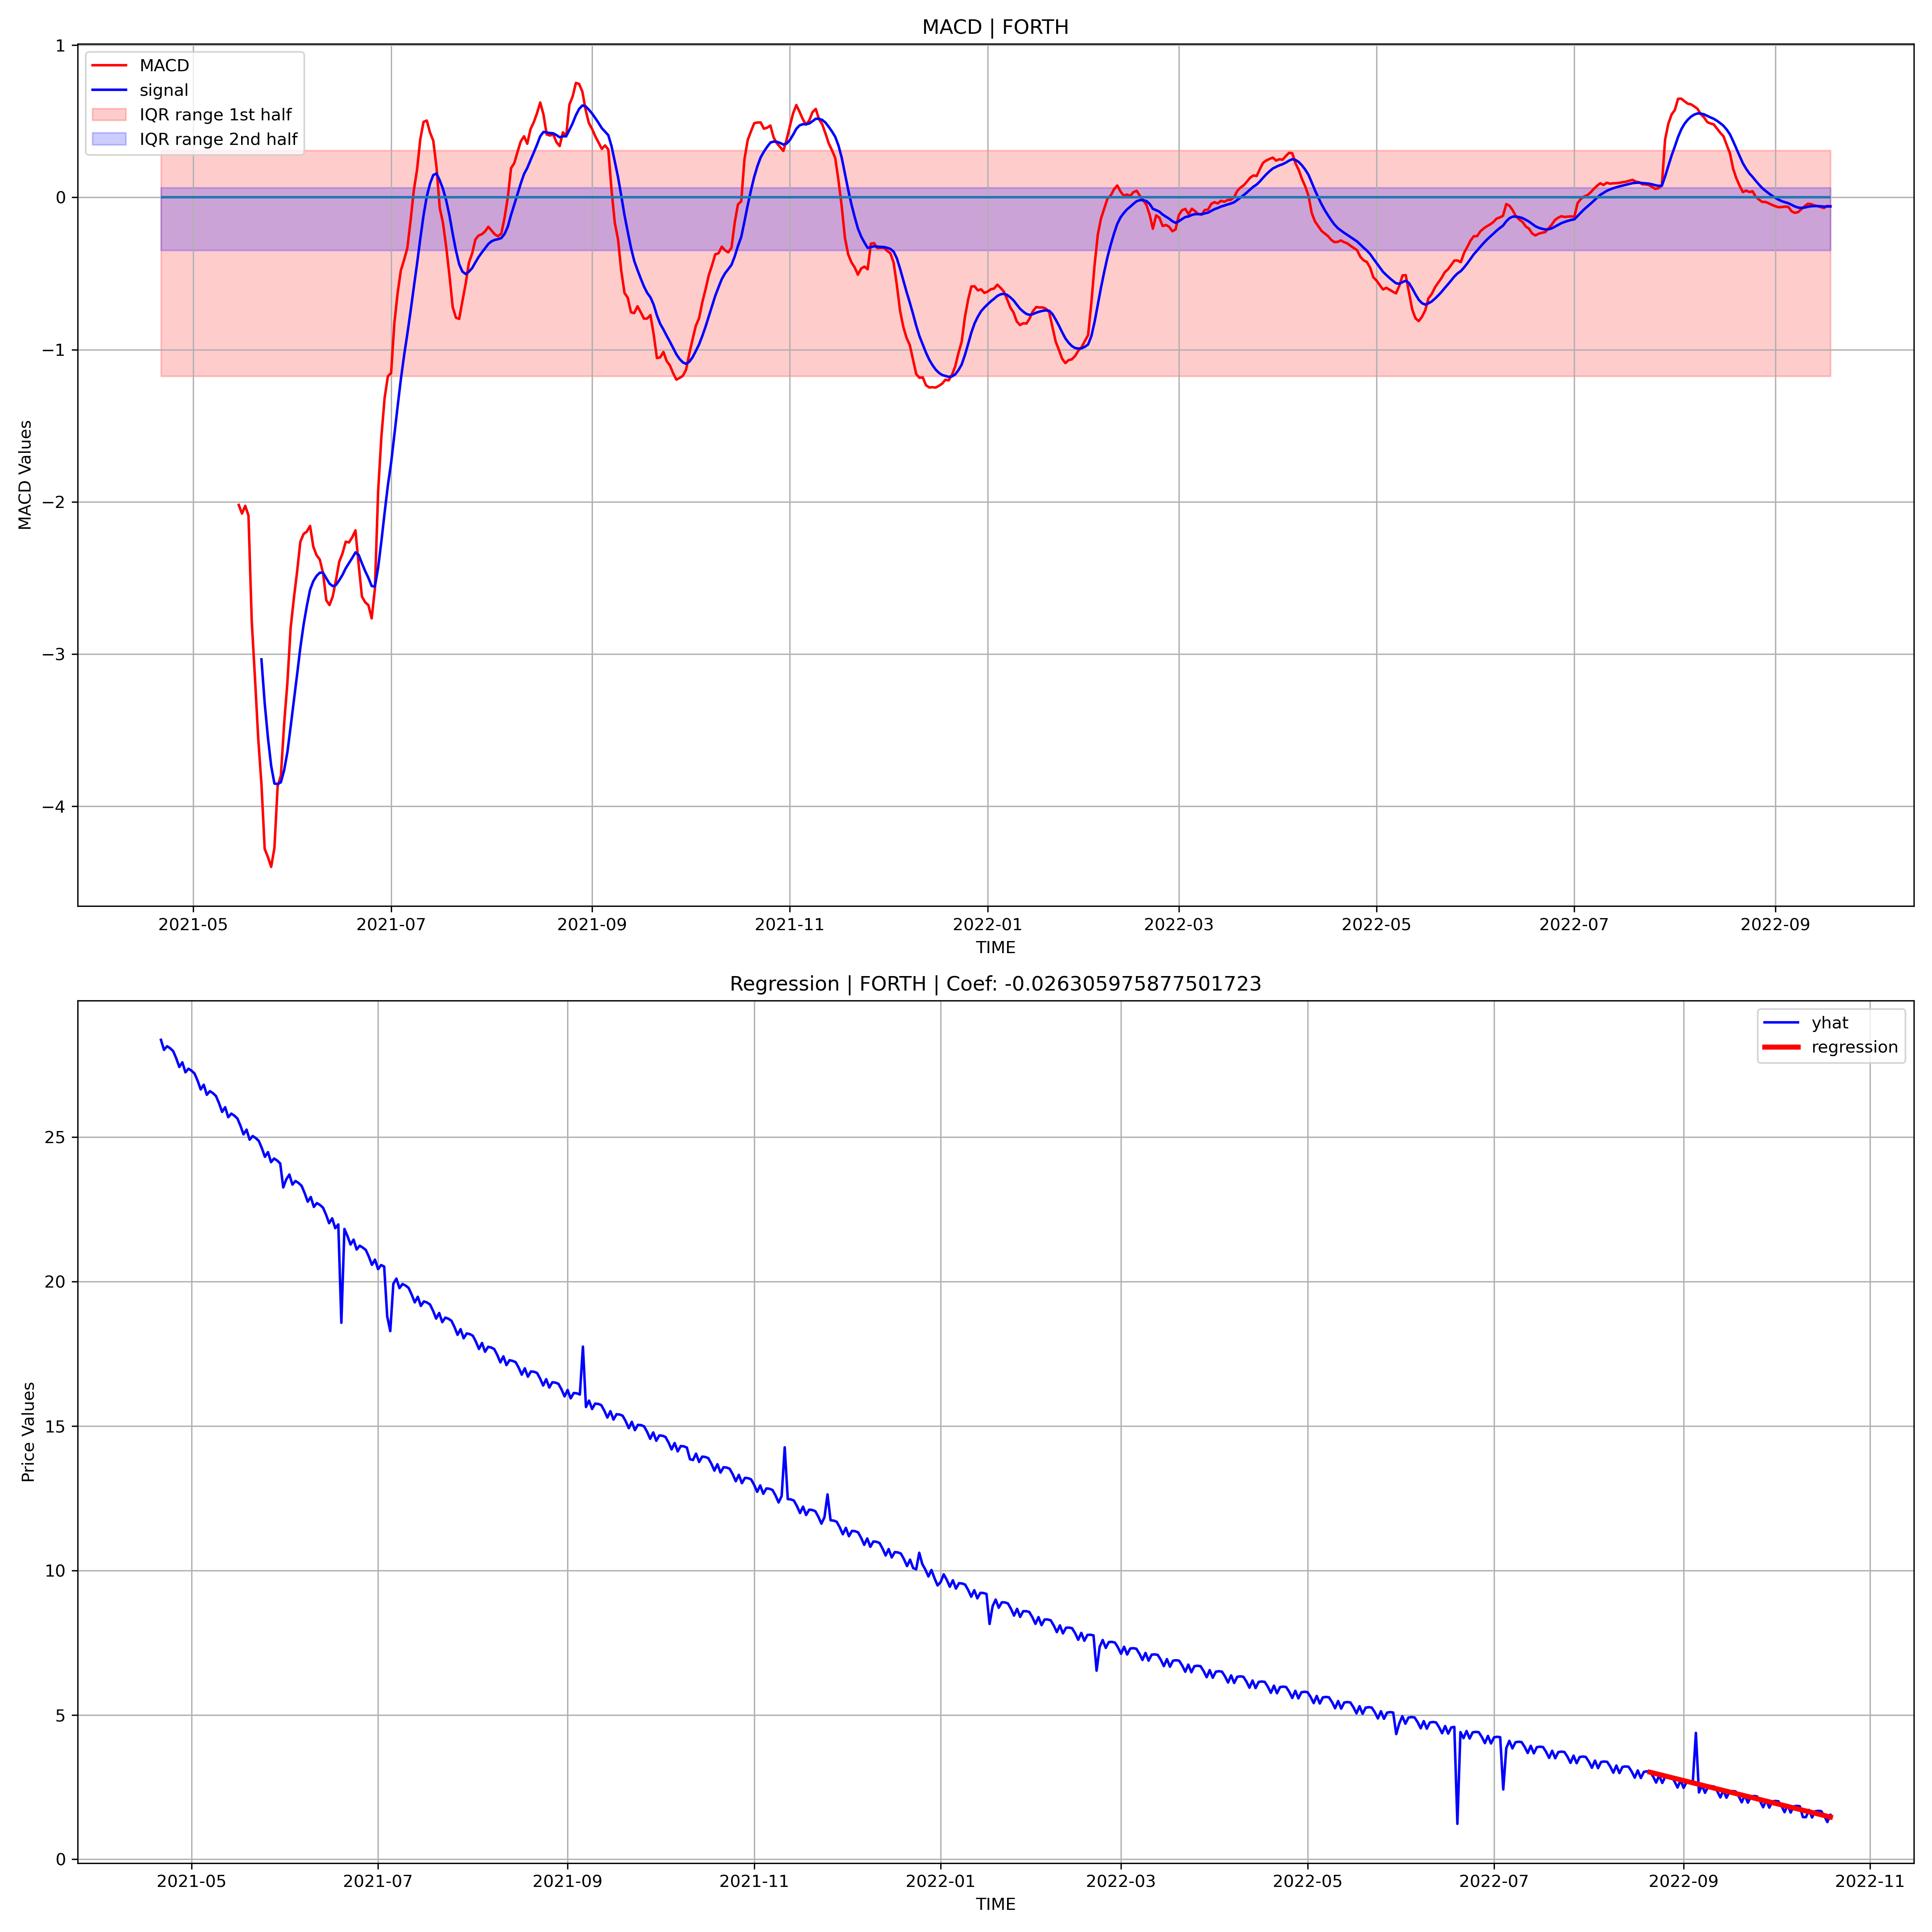 MACD | FORTH
MACD
signal
IQR range 1st half
IQR range 2nd half
1
0
−1
−2
−3
−4
MACD Values
2021-05 2021-07 2021-09 2021-11 2022-01 2022-03 2022-05 2022-07 2022-09
TIME
Regression | FORTH | Coef: -0.026305975877501723
yhat
regression
25
20
15
10
5
0
Price Values
2021-05 2021-07 2021-09 2021-11 2022-01 2022-03 2022-05 2022-07 2022-09 2022-11
TIME